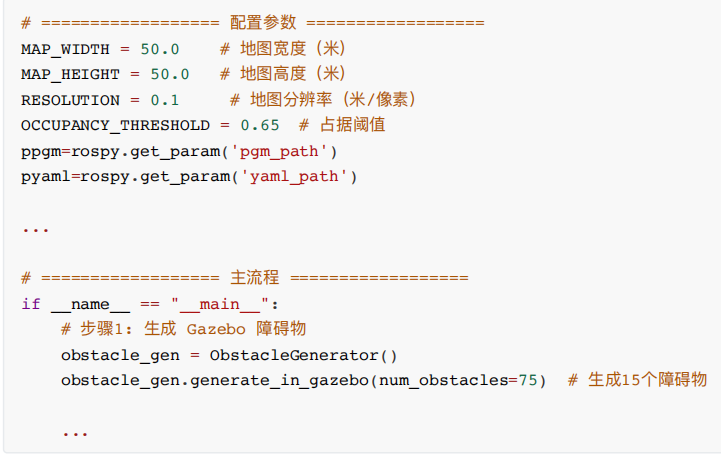 # ================== 配置参数 ==================
MAP_WIDTH = 50.0    # 地图宽度（米）
MAP_HEIGHT = 50.0   # 地图高度（米）
RESOLUTION = 0.1     # 地图分辨率（米/像素）
OCCUPANCY_THRESHOLD = 0.65  # 占据阈值
ppgm=rospy.get_param('pgm_path')
pyaml=rospy.get_param('yaml_path')
...
# ================== 主流程 ==================
if __name__ == "__main__":
    # 步骤1: 生成 Gazebo 障碍物
    obstacle_gen = ObstacleGenerator()
    obstacle_gen.generate_in_gazebo(num_obstacles=75)  # 生成15个障碍物
    ...